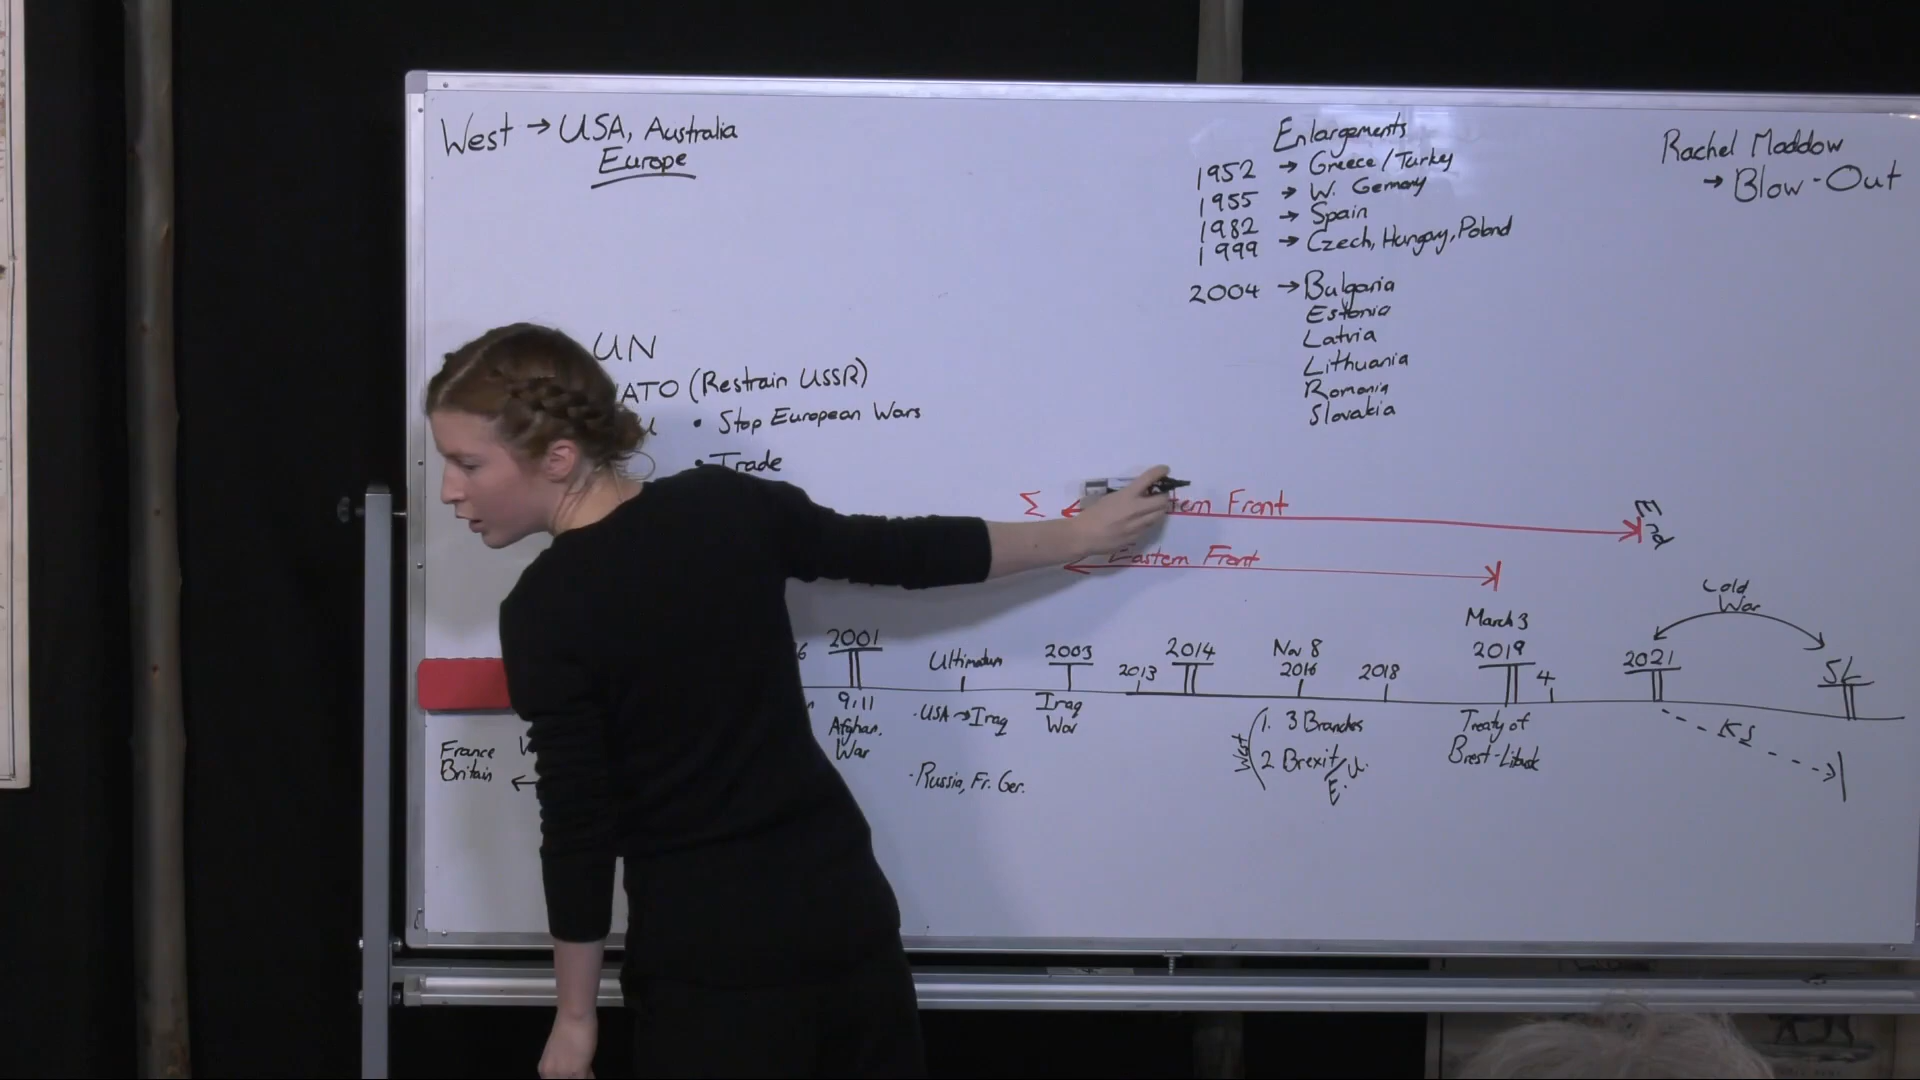 West → USA, Australia
Europe
UN
ATO (Restrain USSR)
• Stop European Wars
• Trade
Enlargements
1952 → Greece / Turkey
1955 → W. Germany
1982 → Spain
1999 → Czech, Hungary, Poland
2004 → Bulgaria
Estonia
Latvia
Lithuania
Romania
Slovakia
Rachel Maddow
→ Blow-Out
Σ
tern Front
End
Eastern Front
Cold
War
March 3
2001
Ultimatum
2003
2013
2014
Nov 8
2016
2018
2019
4
2021
SL
9.11
Afghan.
War
• USA → Iraq
• Russia, Fr. Ger.
Iraq
War
West
1. 3 Branches
2 Brexit/U.
E.
Treaty of
Brest-Litovsk
KS
France
Britain